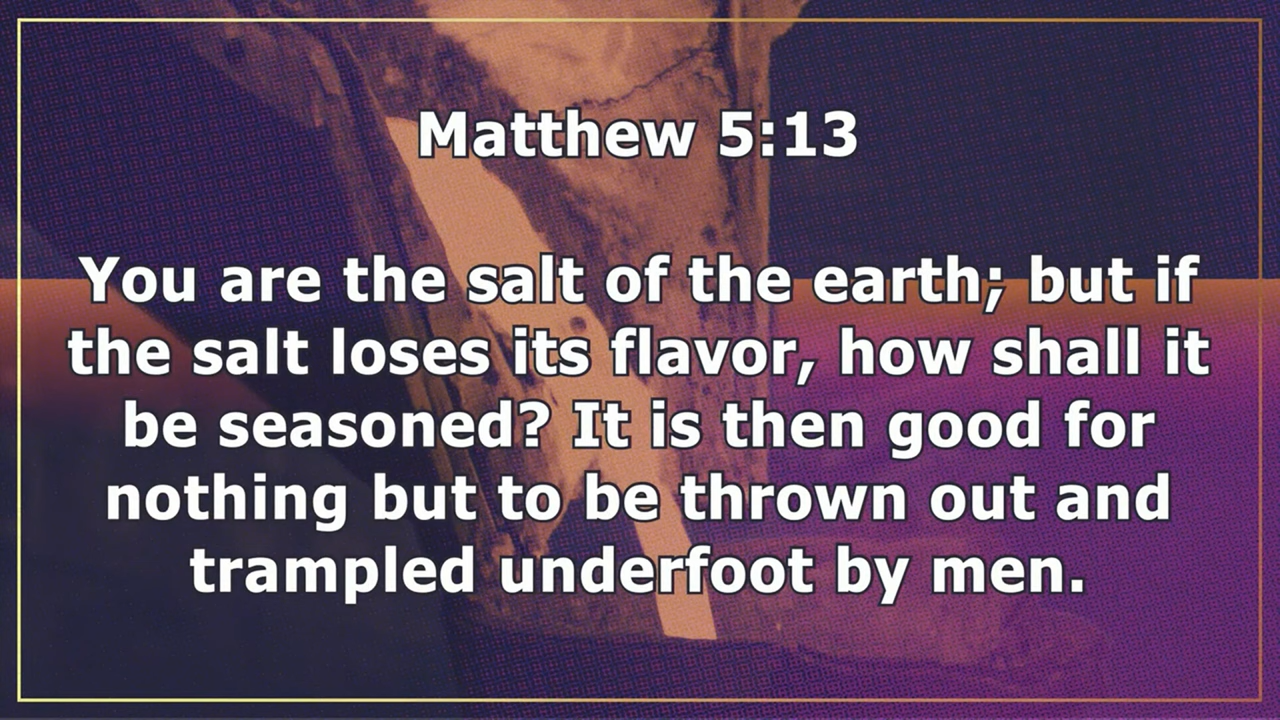 Matthew 5:13
You are the salt of the earth; but if
the salt loses its flavor, how shall it
be seasoned? It is then good for
nothing but to be thrown out and
trampled underfoot by men.